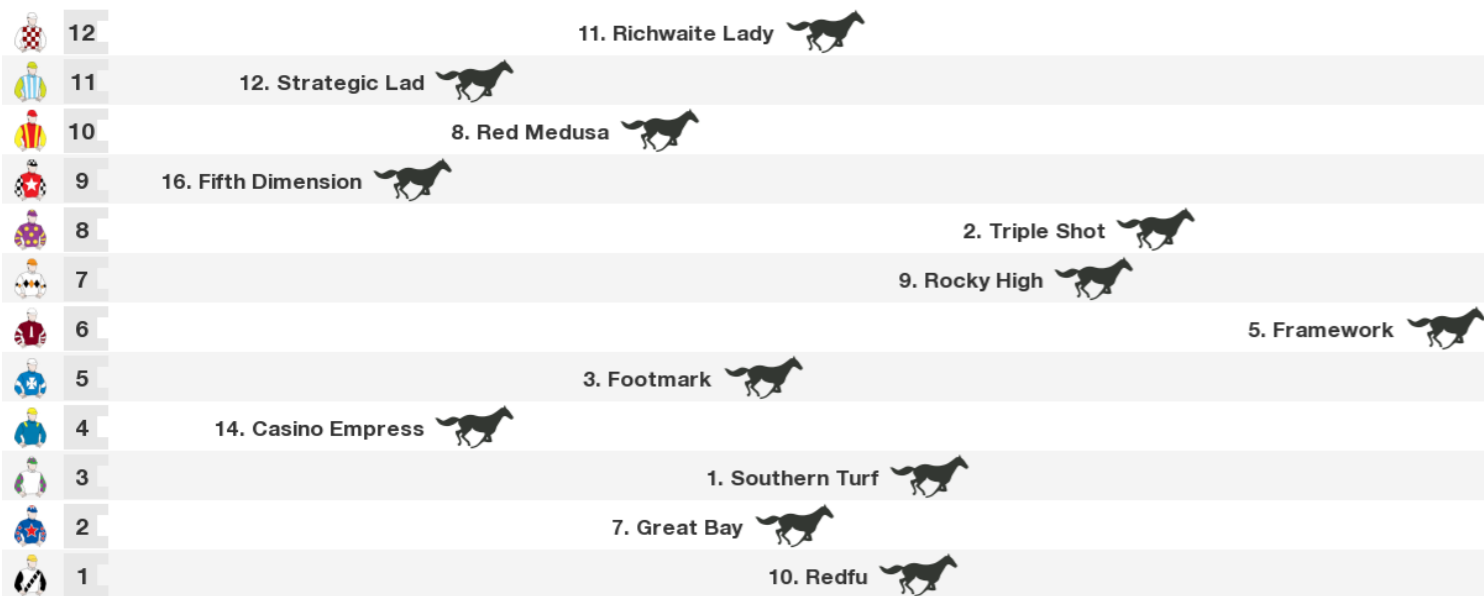 12 11. Richwaite Lady
11 12. Strategic Lad
10 8. Red Medusa
9 16. Fifth Dimension
8 2. Triple Shot
7 9. Rocky High
6 5. Framework
5 3. Footmark
4 14. Casino Empress
3 1. Southern Turf
2 7. Great Bay
1 10. Redfu